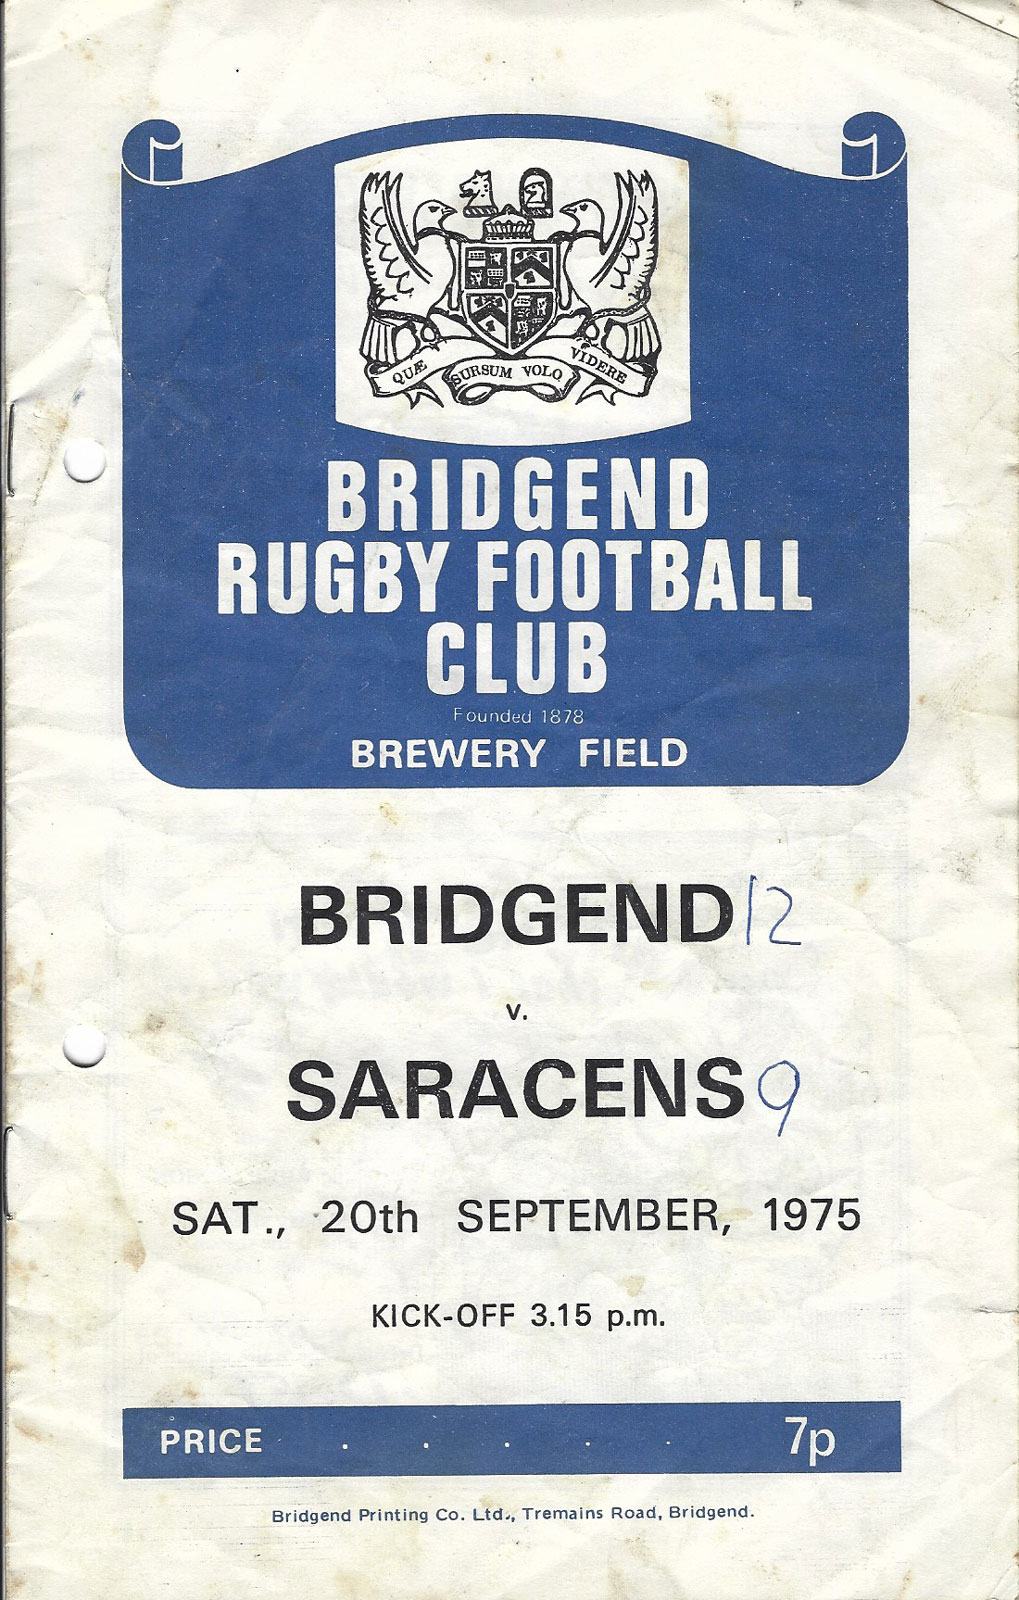 QUÆ SURSUM VOLO VIDERE
BRIDGEND
RUGBY FOOTBALL
CLUB
Founded 1878
BREWERY FIELD
BRIDGEND 12
v.
SARACENS 9
SAT., 20th SEPTEMBER, 1975
KICK-OFF 3.15 p.m.
PRICE . . . . . 7p
Bridgend Printing Co. Ltd., Tremains Road, Bridgend.